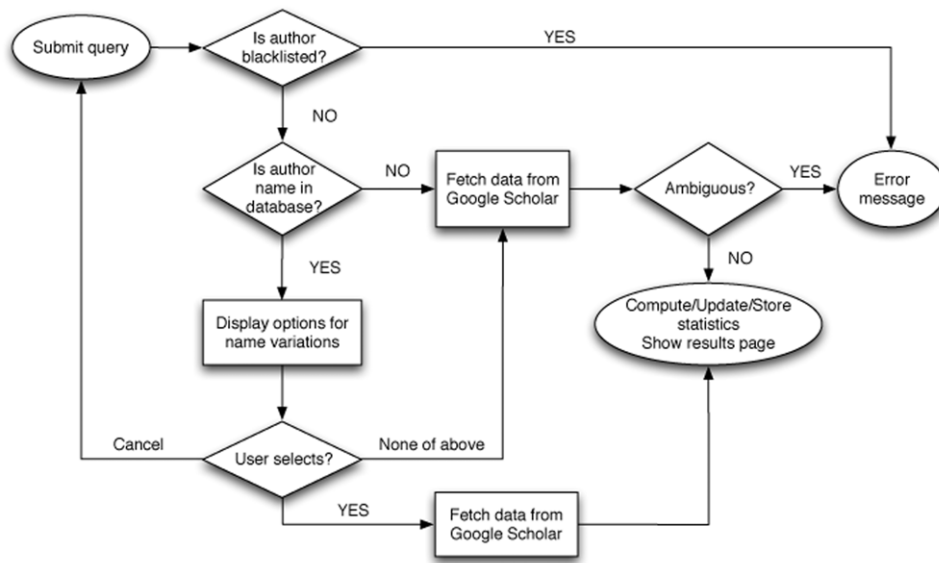 Submit query
Is author
blacklisted?
YES
NO
Is author
name in
database?
NO
Fetch data from
Google Scholar
Ambiguous?
YES
Error
message
YES
NO
Display options for
name variations
Compute/Update/Store
statistics
Show results page
Cancel
User selects?
None of above
YES
Fetch data from
Google Scholar